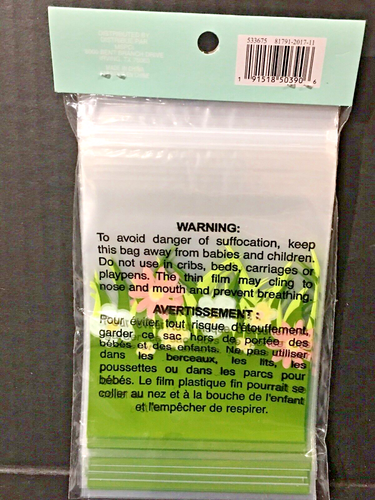 533675 81791-2017-11
1 91518 50390 6
WARNING:
To avoid danger of suffocation, keep
this bag away from babies and children.
Do not use in cribs, beds, carriages or
playpens. The thin film may cling to
nose and mouth and prevent breathing.
AVERTISSEMENT :
Pour éviter tout risque d'étouffement,
garder ce sac hors de portée des
bébés et des enfants. Ne pas utiliser
dans les berceaux, les lits, les
poussettes ou dans les parcs pour
bébés. Le film plastique fin pourrait se
coller au nez et à la bouche de l'enfant
et l'empêcher de respirer.